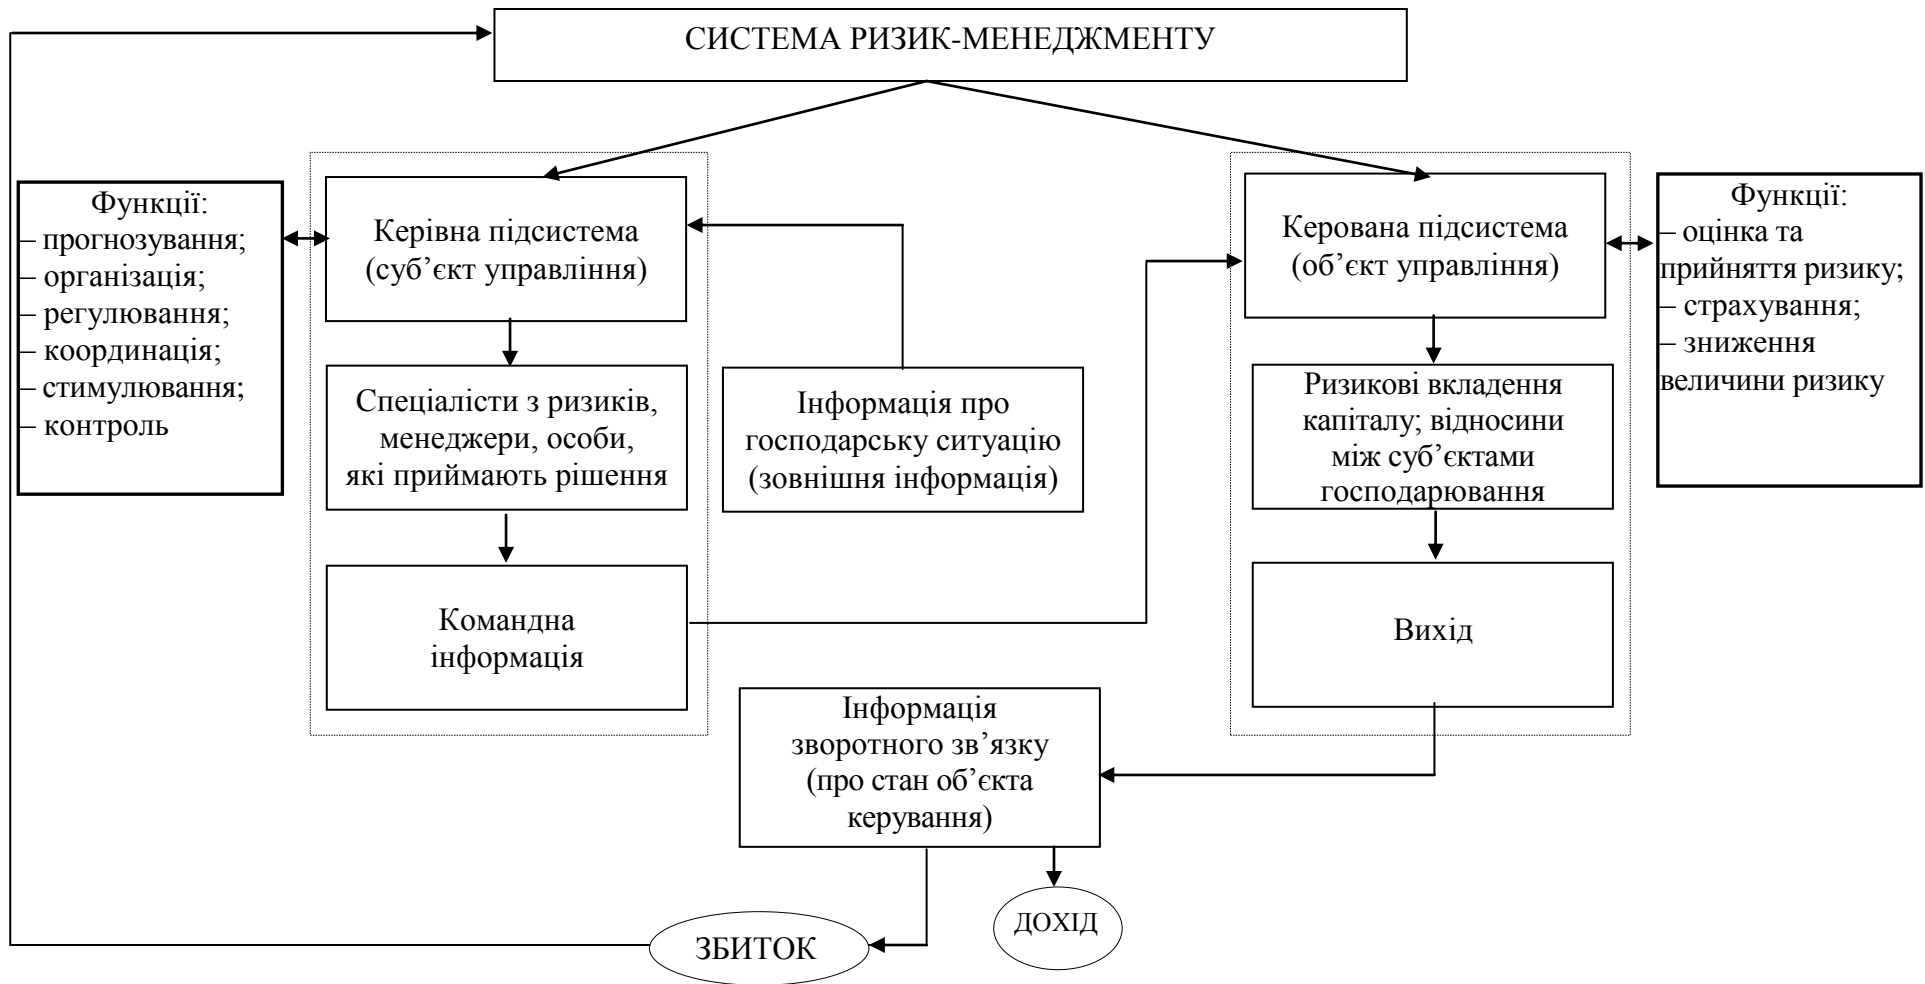 СИСТЕМА РИЗИК-МЕНЕДЖМЕНТУ
Функції:
– прогнозування;
– організація;
– регулювання;
– координація;
– стимулювання;
– контроль
Керівна підсистема
(суб’єкт управління)
Спеціалісти з ризиків,
менеджери, особи,
які приймають рішення
Командна
інформація
Інформація про
господарську ситуацію
(зовнішня інформація)
Керована підсистема
(об’єкт управління)
Ризикові вкладення
капіталу; відносини
між суб’єктами
господарювання
Вихід
Функції:
– оцінка та
прийняття ризику;
– страхування;
– зниження
величини ризику
Інформація
зворотного зв’язку
(про стан об’єкта
керування)
ЗБИТОК
ДОХІД